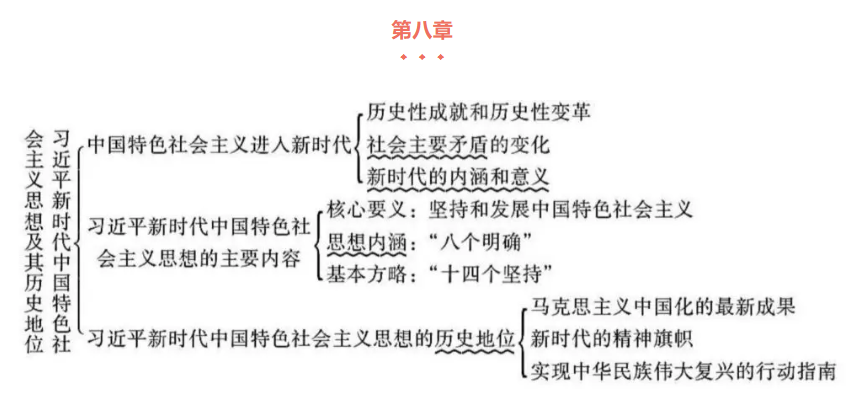 第八章
习近平新时代中国特色社
会主义思想及其历史地位
中国特色社会主义进入新时代
历史性成就和历史性变革
社会主要矛盾的变化
新时代的内涵和意义
习近平新时代中国特色社
会主义思想的主要内容
核心要义：坚持和发展中国特色社会主义
思想内涵：“八个明确”
基本方略：“十四个坚持”
习近平新时代中国特色社会主义思想的历史地位
马克思主义中国化的最新成果
新时代的精神旗帜
实现中华民族伟大复兴的行动指南